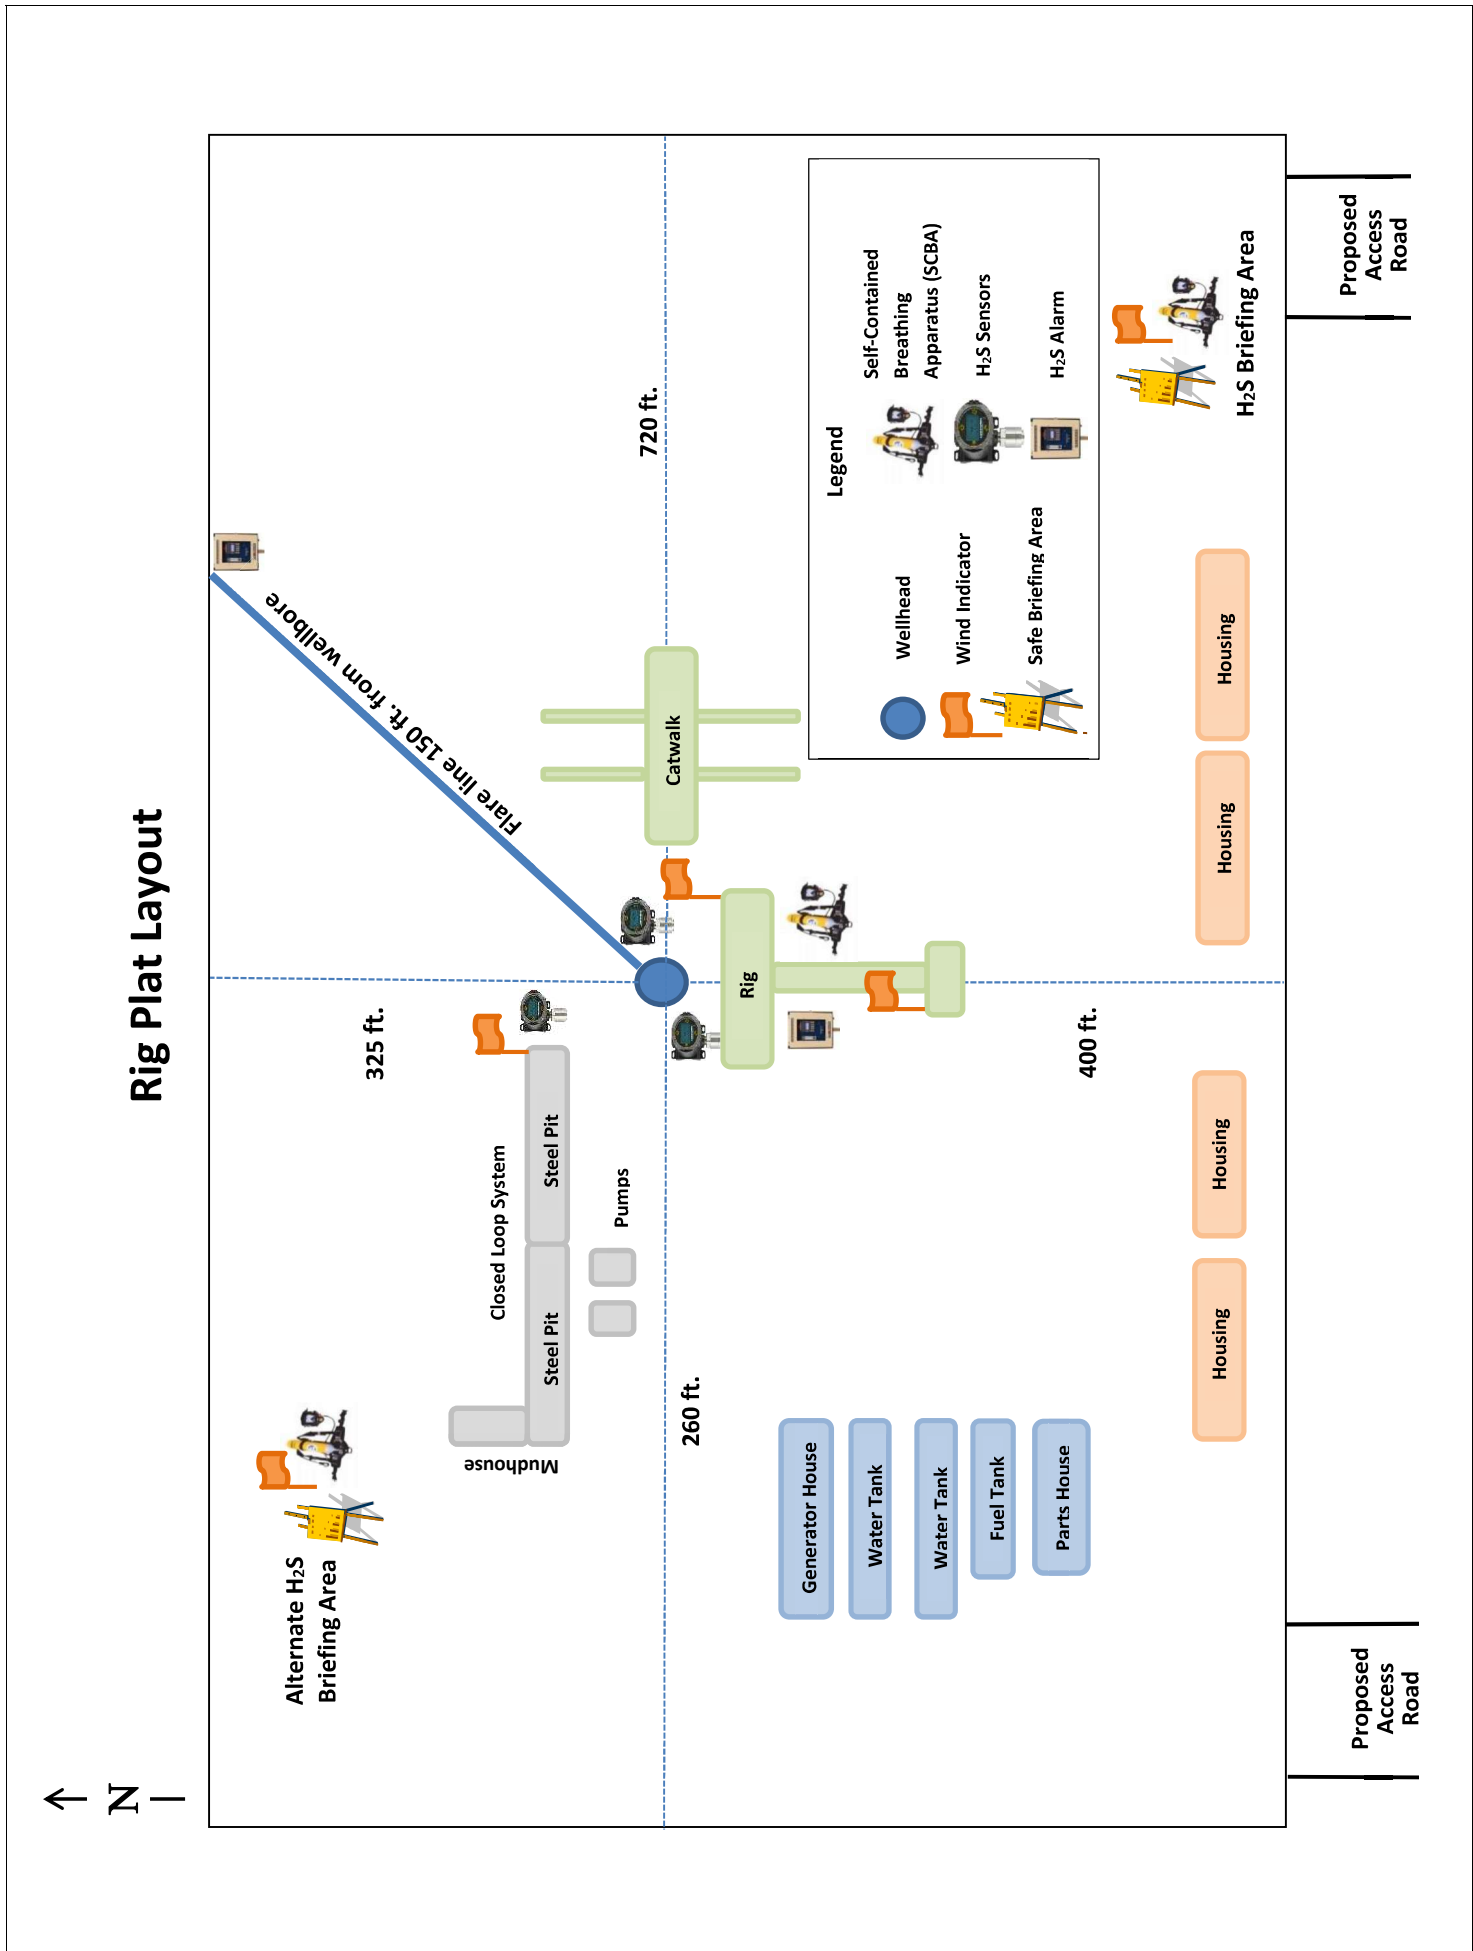 Rig Plat Layout
N
Alternate H₂S
Briefing Area
325 ft.
Flare line 150 ft. from wellbore
Mudhouse
Closed Loop System
Steel Pit
Steel Pit
Pumps
260 ft.
720 ft.
Catwalk
Rig
400 ft.
Generator House
Water Tank
Water Tank
Fuel Tank
Parts House
Legend
Wellhead
Wind Indicator
Safe Briefing Area
Self-Contained
Breathing
Apparatus (SCBA)
H₂S Sensors
H₂S Alarm
Housing
Housing
Housing
Housing
H₂S Briefing Area
Proposed
Access
Road
Proposed
Access
Road